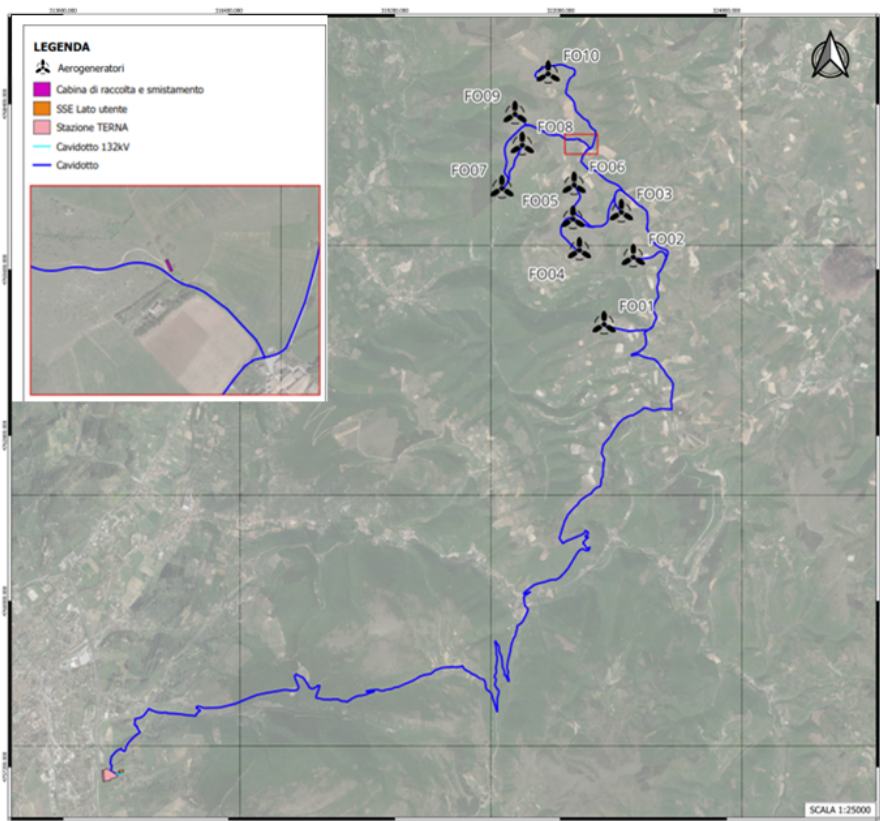 LEGENDA
Aerogeneratori
Cabina di raccolta e smistamento
SSE Lato utente
Stazione TERNA
Cavidotto 132kV
Cavidotto
FO10
FO09
FO08
FO07
FO06
FO05
FO03
FO02
FO04
FO01
SCALA 1:25000